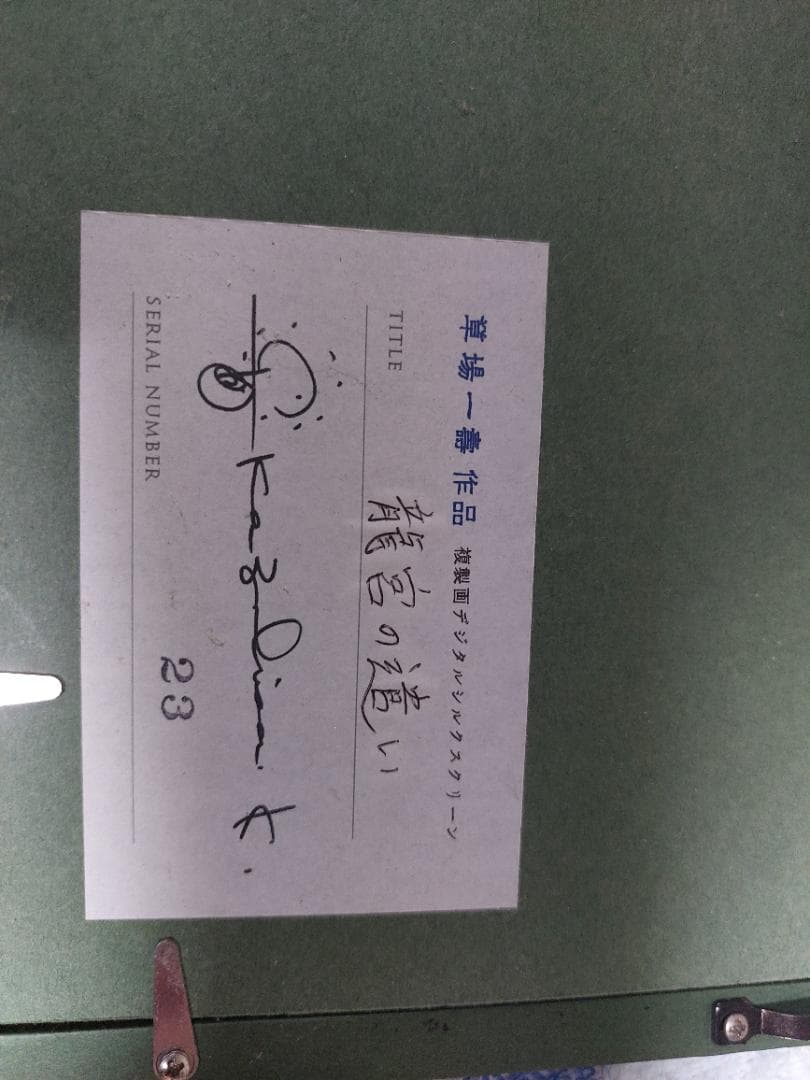 草場一壽 作品 複製画デジタルシルクスクリーン
TITLE 龍宮の遣い
Kazuhisa. K.
SERIAL NUMBER 23